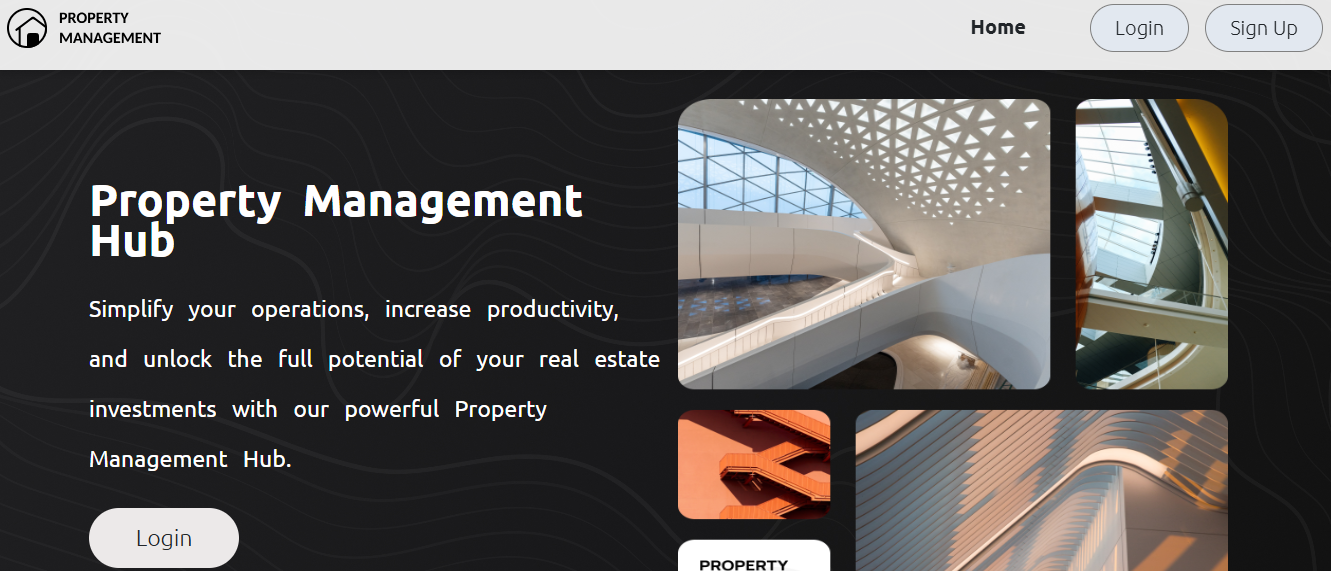 PROPERTY
MANAGEMENT
Home
Login
Sign Up
Property Management
Hub
Simplify your operations, increase productivity,
and unlock the full potential of your real estate
investments with our powerful Property
Management Hub.
Login
PROPERTY